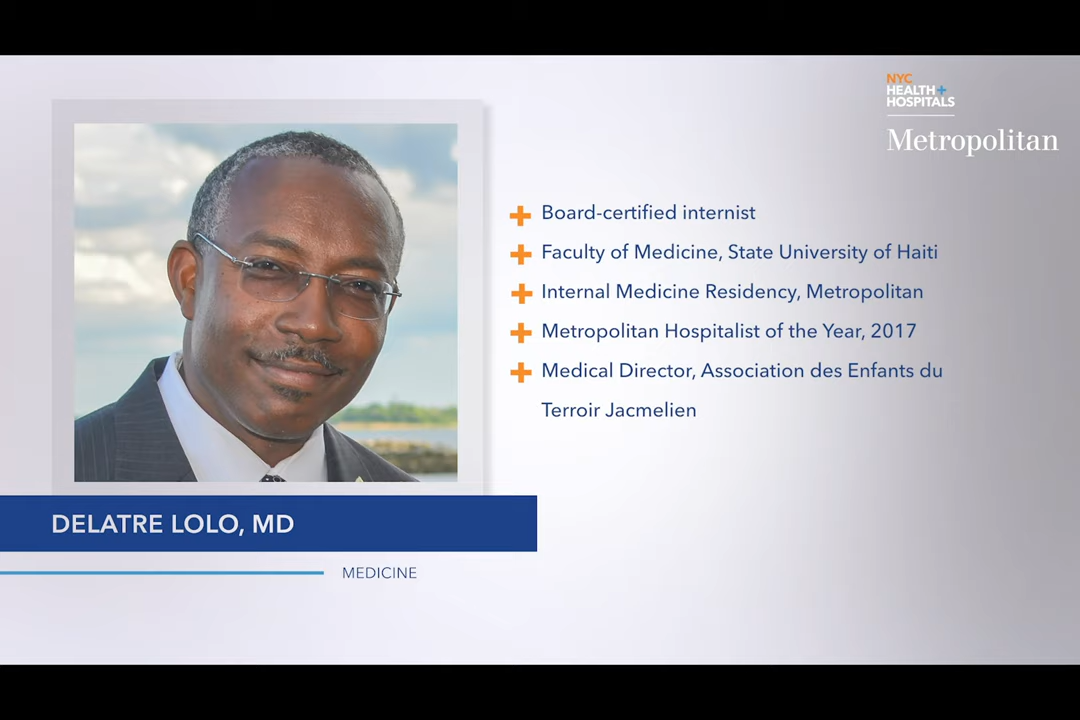 NYC
HEALTH+
HOSPITALS
Metropolitan
Board-certified internist
Faculty of Medicine, State University of Haiti
Internal Medicine Residency, Metropolitan
Metropolitan Hospitalist of the Year, 2017
Medical Director, Association des Enfants du
Terroir Jacmelien
DELATRE LOLO, MD
MEDICINE